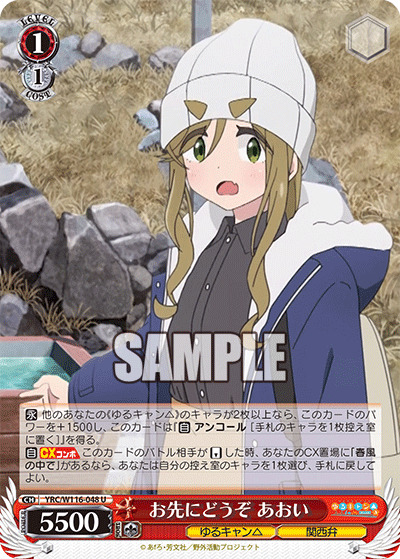 LEVEL
1
1
COST
SAMPLE
永 他のあなたの《ゆるキャン△》のキャラが2枚以上なら、このカードのパワーを+1500し、このカードは『自 アンコール [手札のキャラを1枚控え室に置く]』を得る。
自 CXコンボ このカードのバトル相手が した時、あなたのCX置場に「春風の中で」があるなら、あなたは自分の控え室のキャラを1枚選び、手札に戻してよい。
CH YRC/W116-048 U
5500
お先にどうぞ あおい
ゆるキャン△
関西弁
©あfろ・芳文社/野外活動プロジェクト